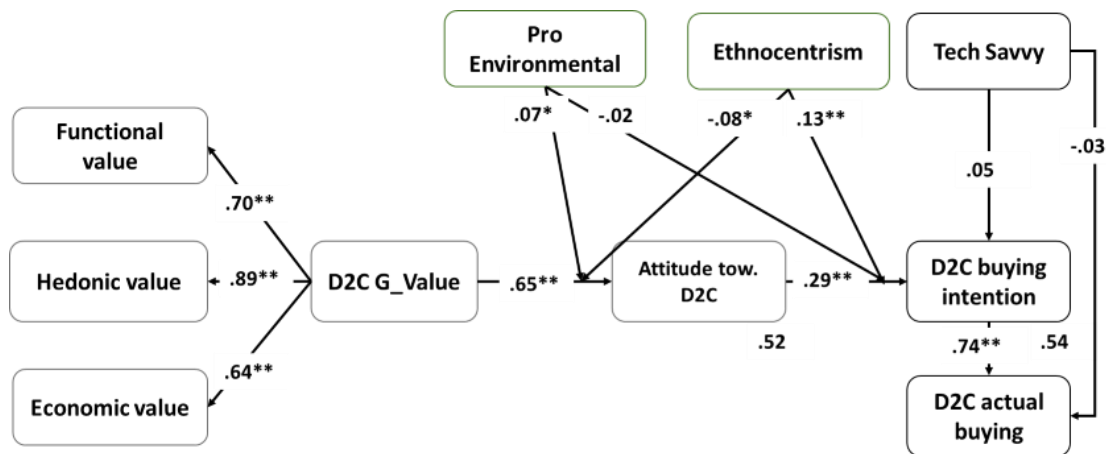 Pro
Environmental
Ethnocentrism
Tech Savvy
.07*
-.02
-.08*
.13**
-.03
Functional
value
.05
.70**
Hedonic value
.89**
D2C G_Value
.65**
Attitude tow.
D2C
.29**
D2C buying
intention
.52
.74**
.54
.64**
Economic value
D2C actual
buying